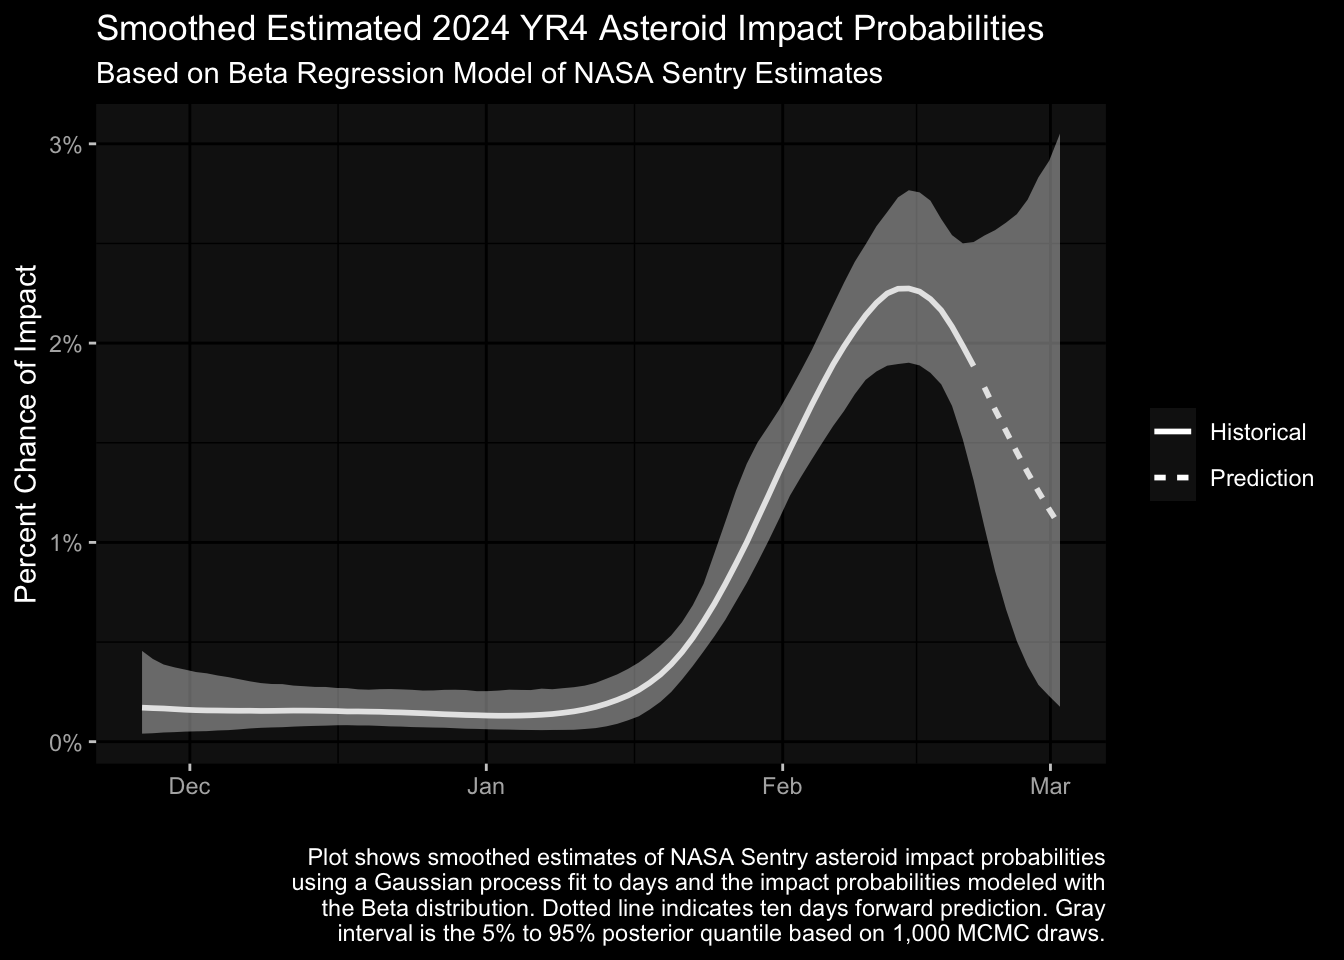 Smoothed Estimated 2024 YR4 Asteroid Impact Probabilities
Based on Beta Regression Model of NASA Sentry Estimates
Percent Chance of Impact
3%
2%
1%
0%
Dec
Jan
Feb
Mar
Historical
Prediction
Plot shows smoothed estimates of NASA Sentry asteroid impact probabilities
using a Gaussian process fit to days and the impact probabilities modeled with
the Beta distribution. Dotted line indicates ten days forward prediction. Gray
interval is the 5% to 95% posterior quantile based on 1,000 MCMC draws.